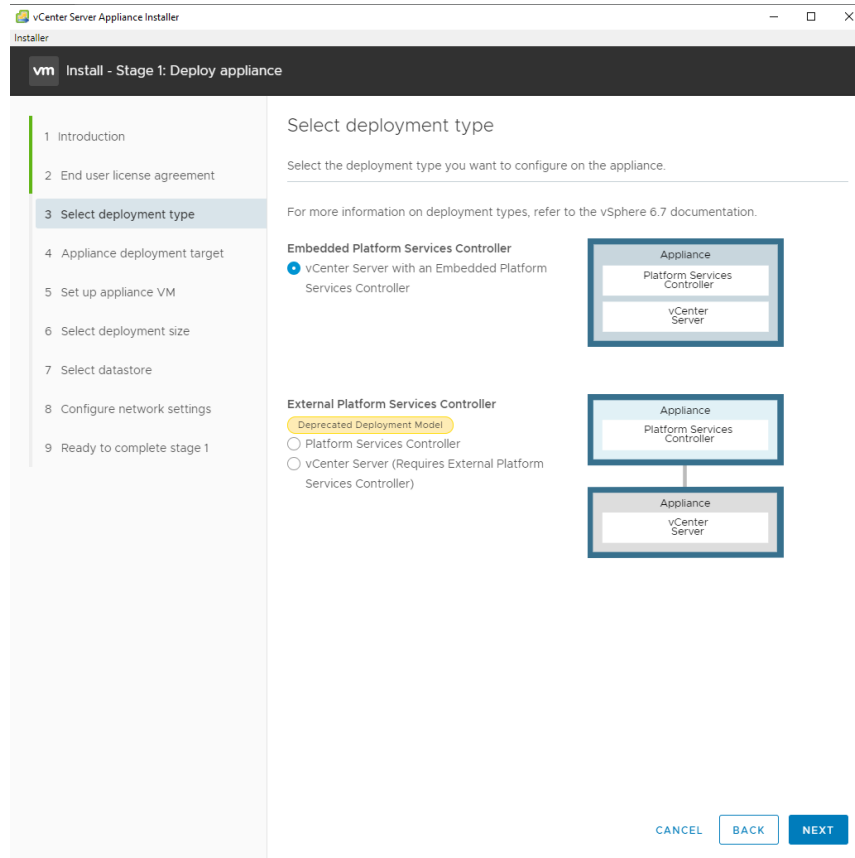 vCenter Server Appliance Installer
Installer
vm Install - Stage 1: Deploy appliance
1 Introduction
2 End user license agreement
3 Select deployment type
4 Appliance deployment target
5 Set up appliance VM
6 Select deployment size
7 Select datastore
8 Configure network settings
9 Ready to complete stage 1
Select deployment type
Select the deployment type you want to configure on the appliance.
For more information on deployment types, refer to the vSphere 6.7 documentation.
Embedded Platform Services Controller
vCenter Server with an Embedded Platform
Services Controller
Appliance
Platform Services
Controller
vCenter
Server
External Platform Services Controller
Deprecated Deployment Model
Platform Services Controller
vCenter Server (Requires External Platform
Services Controller)
Appliance
Platform Services
Controller
Appliance
vCenter
Server
CANCEL
BACK
NEXT